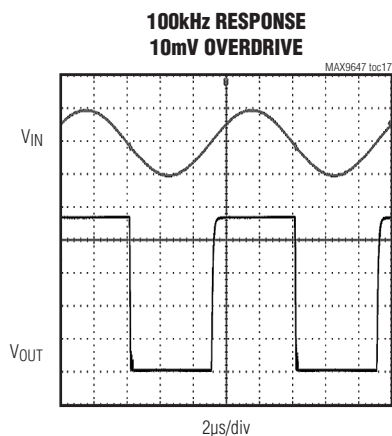 100kHz RESPONSE
10mV OVERDRIVE
MAX9647 toc17
VIN
VOUT
2µs/div